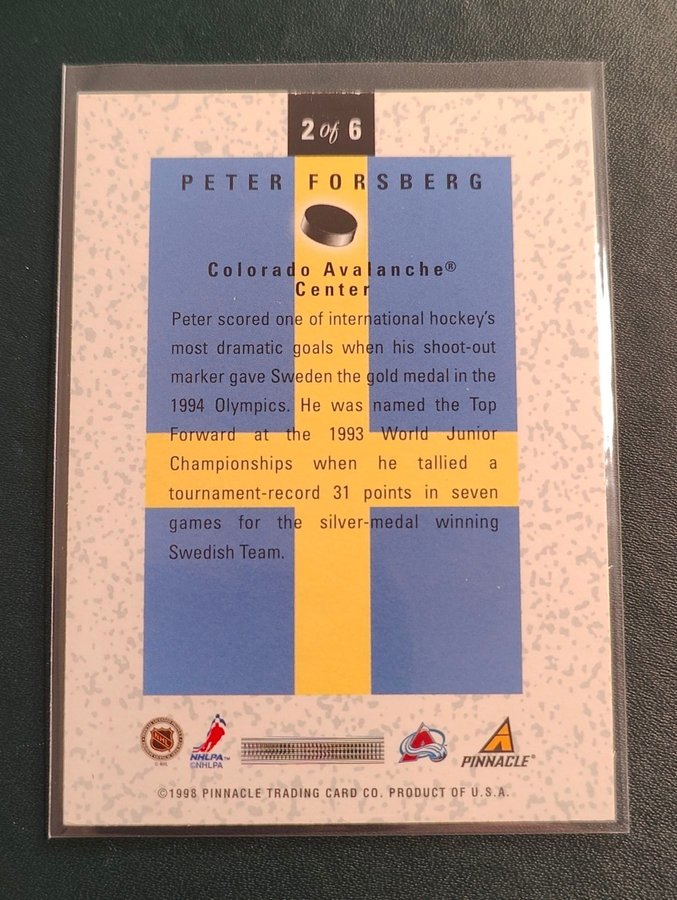 2 of 6
PETER FORSBERG
Colorado Avalanche®
Center
Peter scored one of international hockey's
most dramatic goals when his shoot-out
marker gave Sweden the gold medal in the
1994 Olympics. He was named the Top
Forward at the 1993 World Junior
Championships when he tallied a
tournament-record 31 points in seven
games for the silver-medal winning
Swedish Team.
NHL
© NHL
NHLPA™
©NHLPA
PINNACLE®
©1998 PINNACLE TRADING CARD CO. PRODUCT OF U.S.A.